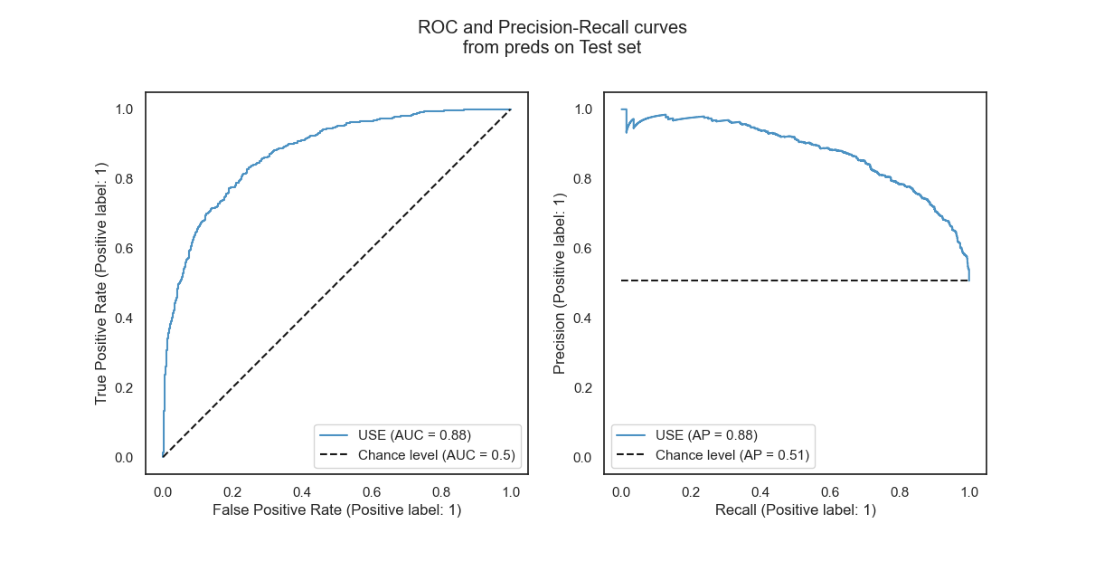 ROC and Precision-Recall curves
from preds on Test set
True Positive Rate (Positive label: 1)
1.0
0.8
0.6
0.4
0.2
0.0
USE (AUC = 0.88)
Chance level (AUC = 0.5)
0.0 0.2 0.4 0.6 0.8 1.0
False Positive Rate (Positive label: 1)
Precision (Positive label: 1)
1.0
0.8
0.6
0.4
0.2
0.0
USE (AP = 0.88)
Chance level (AP = 0.51)
0.0 0.2 0.4 0.6 0.8 1.0
Recall (Positive label: 1)